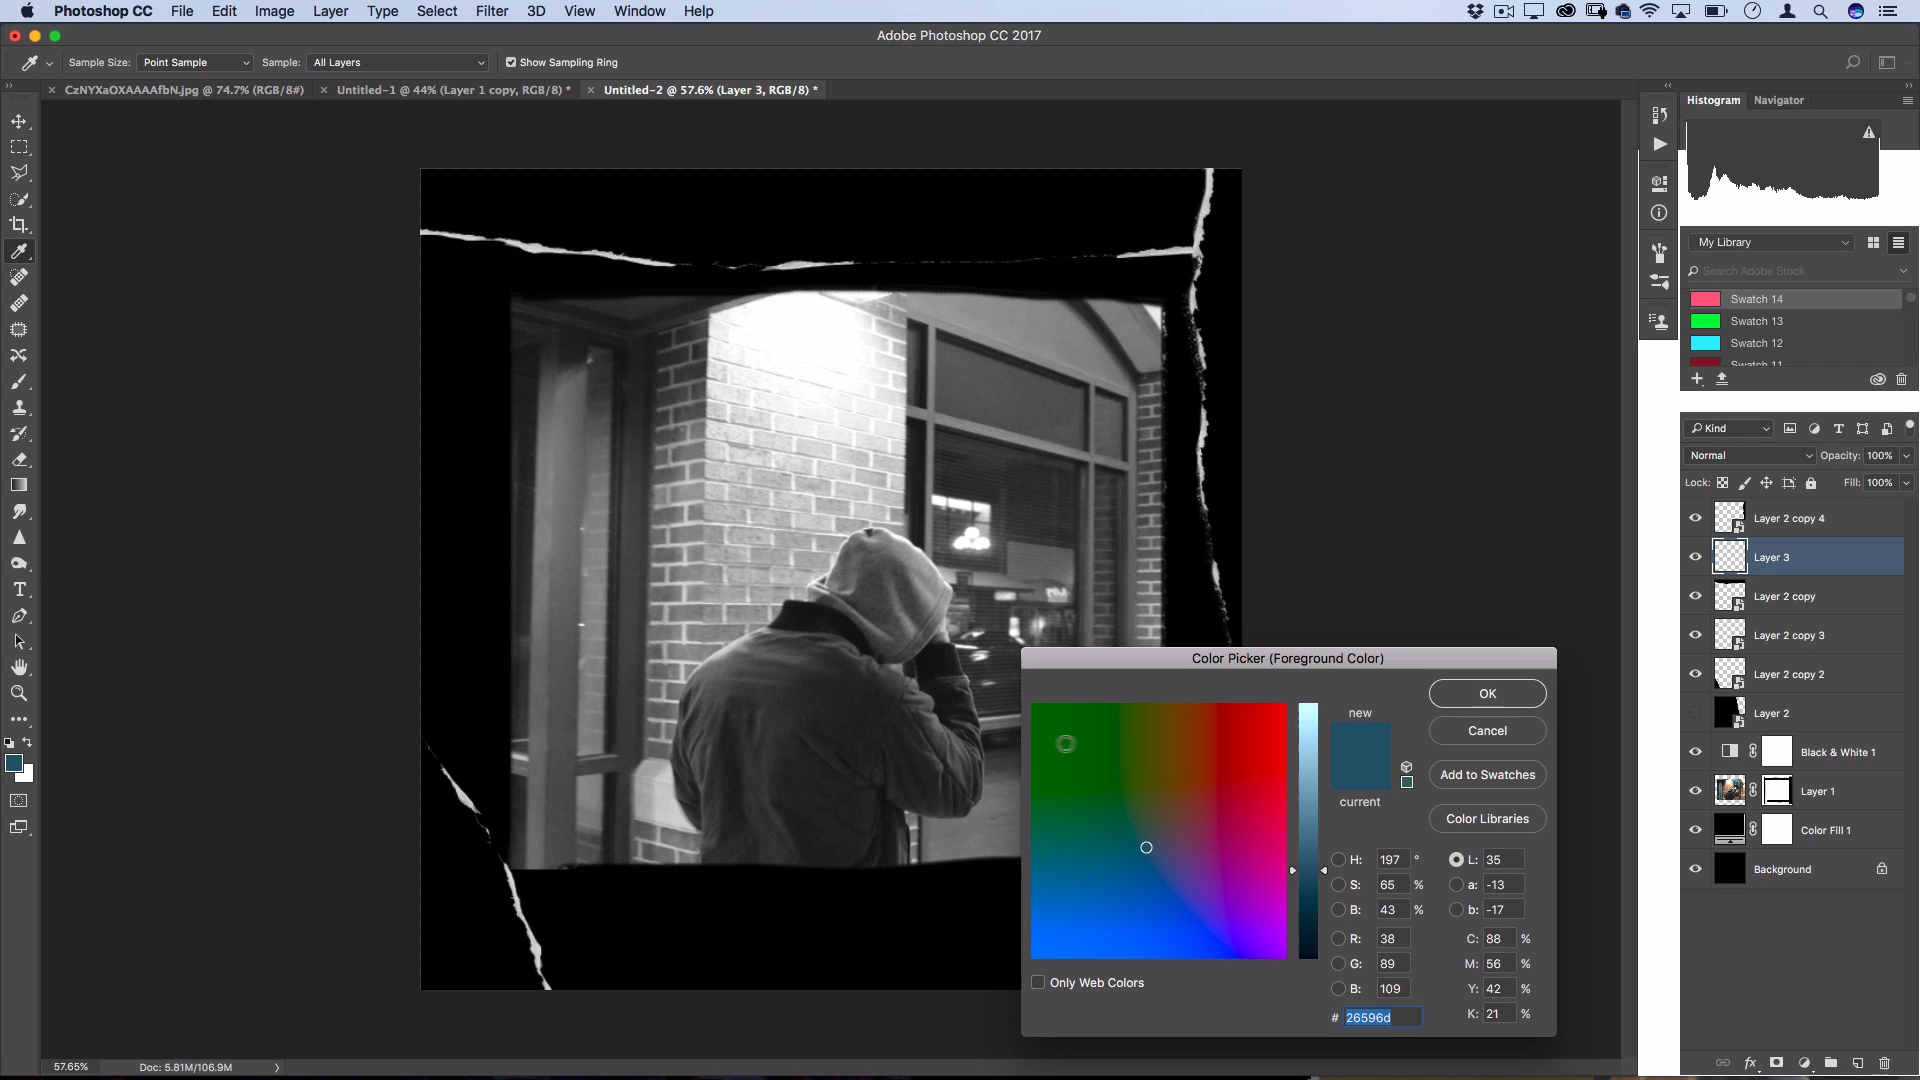 Photoshop CC File Edit Image Layer Type Select Filter 3D View Window Help
Adobe Photoshop CC 2017
Sample Size: Point Sample Sample: All Layers Show Sampling Ring
CzNYXaOXAAAAfbN.jpg @ 74.7% (RGB/8#) Untitled-1 @ 44% (Layer 1 copy, RGB/8) * Untitled-2 @ 57.6% (Layer 3, RGB/8) *
Histogram Navigator
My Library
Search Adobe Stock
Swatch 14
Swatch 13
Swatch 12
Swatch 11
Kind
Normal Opacity: 100%
Lock: Fill: 100%
Layer 2 copy 4
Layer 3
Layer 2 copy
Layer 2 copy 3
Layer 2 copy 2
Layer 2
Black & White 1
Layer 1
Color Fill 1
Background
Color Picker (Foreground Color)
new
current
OK
Cancel
Add to Swatches
Color Libraries
H: 197 ° L: 35
S: 65 % a: -13
B: 43 % b: -17
R: 38 C: 88 %
G: 89 M: 56 %
B: 109 Y: 42 %
# 26596d K: 21 %
Only Web Colors
57.65% Doc: 5.81M/106.9M